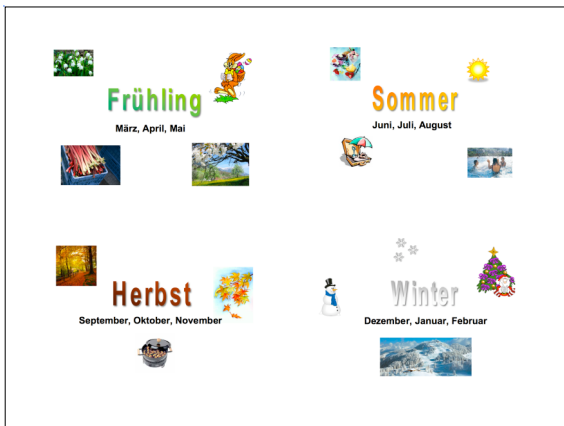 Frühling
März, April, Mai
Sommer
Juni, Juli, August
Herbst
September, Oktober, November
Winter
Dezember, Januar, Februar